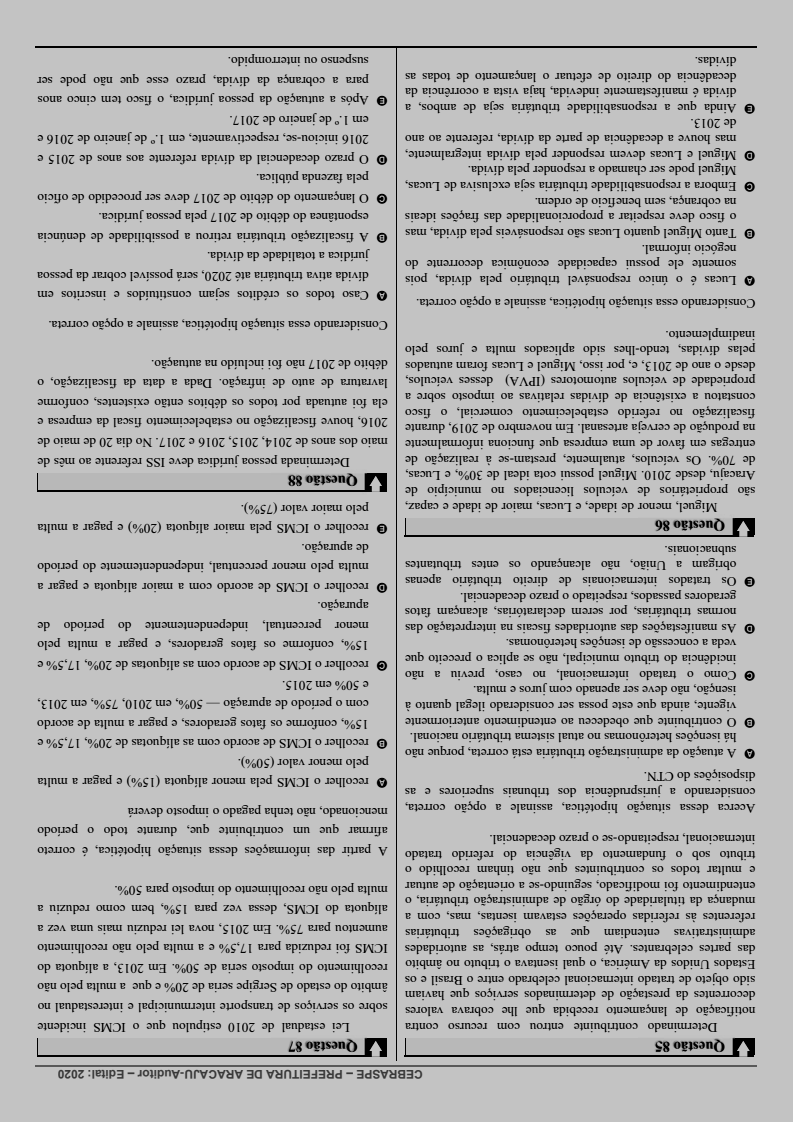 CEBRASPE – PREFEITURA DE ARACAJU-Auditor – Edital: 2020
Questão 85
Determinado contribuinte entrou com recurso contra
notificação de lançamento recebida que lhe cobrava valores
decorrentes da prestação de determinados serviços que haviam
sido objeto de tratado internacional celebrado entre o Brasil e os
Estados Unidos da América, o qual isentava o tributo no âmbito
das partes celebrantes. Até pouco tempo atrás, as autoridades
administrativas entendiam que as obrigações tributárias
referentes às referidas operações estavam isentas, mas, com a
mudança da titularidade do órgão de administração tributária, o
entendimento foi modificado, seguindo-se a orientação de autuar
e multar todos os contribuintes que não tinham recolhido o
tributo sob o fundamento da vigência do referido tratado
internacional, respeitando-se o prazo decadencial.
Acerca dessa situação hipotética, assinale a opção correta,
considerando a jurisprudência dos tribunais superiores e as
disposições do CTN.
A A atuação da administração tributária está correta, porque não
há isenções heterônomas no atual sistema tributário nacional.
B O contribuinte que obedeceu ao entendimento anteriormente
vigente, ainda que este possa ser considerado ilegal quanto à
isenção, não deve ser apenado com juros e multa.
C Como o tratado internacional, no caso, previu a não
incidência do tributo municipal, não se aplica o preceito que
veda a concessão de isenções heterônomas.
D As manifestações das autoridades fiscais na interpretação das
normas tributárias, por serem declaratórias, alcançam fatos
geradores passados, respeitado o prazo decadencial.
E Os tratados internacionais de direito tributário apenas
obrigam a União, não alcançando os entes tributantes
subnacionais.
Questão 86
Miguel, menor de idade, e Lucas, maior de idade e capaz,
são proprietários de veículos licenciados no município de
Aracaju, desde 2010. Miguel possui cota ideal de 30%, e Lucas,
de 70%. Os veículos, atualmente, prestam-se à realização de
entregas em favor de uma empresa que funciona informalmente
na produção de cerveja artesanal. Em novembro de 2019, durante
fiscalização no referido estabelecimento comercial, o fisco
constatou a existência de dívidas relativas ao imposto sobre a
propriedade de veículos automotores (IPVA) desses veículos,
desde o ano de 2013, e, por isso, Miguel e Lucas foram autuados
pelas dívidas, tendo-lhes sido aplicados multa e juros pelo
inadimplemento.
Considerando essa situação hipotética, assinale a opção correta.
A Lucas é o único responsável tributário pela dívida, pois
somente ele possui capacidade econômica decorrente do
negócio informal.
B Tanto Miguel quanto Lucas são responsáveis pela dívida, mas
o fisco deve respeitar a proporcionalidade das frações ideais
na cobrança, sem benefício de ordem.
C Embora a responsabilidade tributária seja exclusiva de Lucas,
Miguel pode ser chamado a responder pela dívida.
D Miguel e Lucas devem responder pela dívida integralmente,
mas houve a decadência de parte da dívida, referente ao ano
de 2013.
E Ainda que a responsabilidade tributária seja de ambos, a
dívida é manifestamente indevida, haja vista a ocorrência da
decadência do direito de efetuar o lançamento de todas as
dívidas.
Questão 87
Lei estadual de 2010 estipulou que o ICMS incidente
sobre os serviços de transporte intermunicipal e interestadual no
âmbito do estado de Sergipe seria de 20% e que a multa pelo não
recolhimento do imposto seria de 50%. Em 2013, a alíquota do
ICMS foi reduzida para 17,5% e a multa pelo não recolhimento
aumentou para 75%. Em 2015, nova lei reduziu mais uma vez a
alíquota do ICMS, dessa vez para 15%, bem como reduziu a
multa pelo não recolhimento do imposto para 50%.
A partir das informações dessa situação hipotética, é correto
afirmar que um contribuinte que, durante todo o período
mencionado, não tenha pagado o imposto deverá
A recolher o ICMS pela menor alíquota (15%) e pagar a multa
pelo menor valor (50%).
B recolher o ICMS de acordo com as alíquotas de 20%, 17,5% e
15%, conforme os fatos geradores, e pagar a multa de acordo
com o período de apuração — 50%, em 2010, 75%, em 2013,
e 50% em 2015.
C recolher o ICMS de acordo com as alíquotas de 20%, 17,5% e
15%, conforme os fatos geradores, e pagar a multa pelo
menor percentual, independentemente do período de
apuração.
D recolher o ICMS de acordo com a maior alíquota e pagar a
multa pelo menor percentual, independentemente do período
de apuração.
E recolher o ICMS pela maior alíquota (20%) e pagar a multa
pelo maior valor (75%).
Questão 88
Determinada pessoa jurídica deve ISS referente ao mês de
maio dos anos de 2014, 2015, 2016 e 2017. No dia 20 de maio de
2016, houve fiscalização no estabelecimento fiscal da empresa e
ela foi autuada por todos os débitos então existentes, conforme
lavratura de auto de infração. Dada a data da fiscalização, o
débito de 2017 não foi incluído na autuação.
Considerando essa situação hipotética, assinale a opção correta.
A Caso todos os créditos sejam constituídos e inscritos em
dívida ativa tributária até 2020, será possível cobrar da pessoa
jurídica a totalidade da dívida.
B A fiscalização tributária retirou a possibilidade de denúncia
espontânea do débito de 2017 pela pessoa jurídica.
C O lançamento do débito de 2017 deve ser procedido de ofício
pela fazenda pública.
D O prazo decadencial da dívida referente aos anos de 2015 e
2016 iniciou-se, respectivamente, em 1.º de janeiro de 2016 e
em 1.º de janeiro de 2017.
E Após a autuação da pessoa jurídica, o fisco tem cinco anos
para a cobrança da dívida, prazo esse que não pode ser
suspenso ou interrompido.